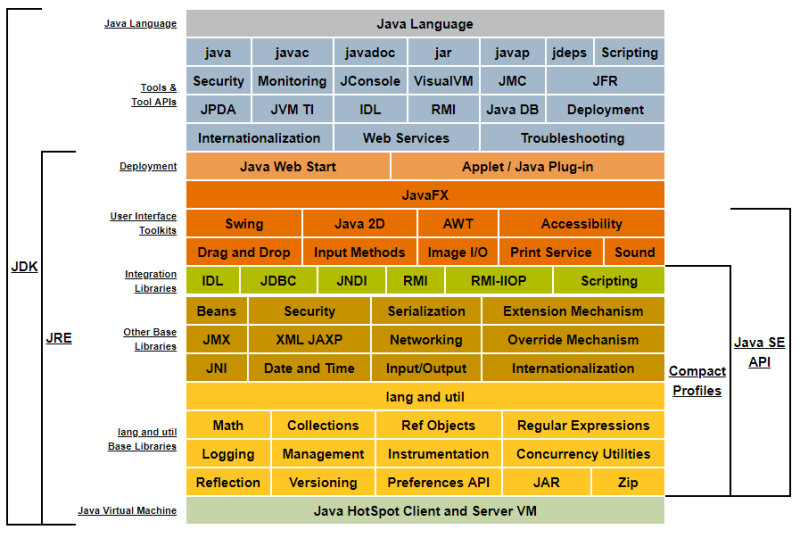 Java Language Java Language
java javac javadoc jar javap jdeps Scripting
Tools & Tool APIs
Security Monitoring JConsole VisualVM JMC JFR
JPDA JVM TI IDL RMI Java DB Deployment
Internationalization Web Services Troubleshooting
Deployment Java Web Start Applet / Java Plug-in
JavaFX
User Interface Toolkits
Swing Java 2D AWT Accessibility
Drag and Drop Input Methods Image I/O Print Service Sound
Integration Libraries
IDL JDBC JNDI RMI RMI-IIOP Scripting
Beans Security Serialization Extension Mechanism
Other Base Libraries
JMX XML JAXP Networking Override Mechanism
JNI Date and Time Input/Output Internationalization
lang and util
lang and util Base Libraries
Math Collections Ref Objects Regular Expressions
Logging Management Instrumentation Concurrency Utilities
Reflection Versioning Preferences API JAR Zip
Java Virtual Machine Java HotSpot Client and Server VM
JDK
JRE
Compact Profiles
Java SE API